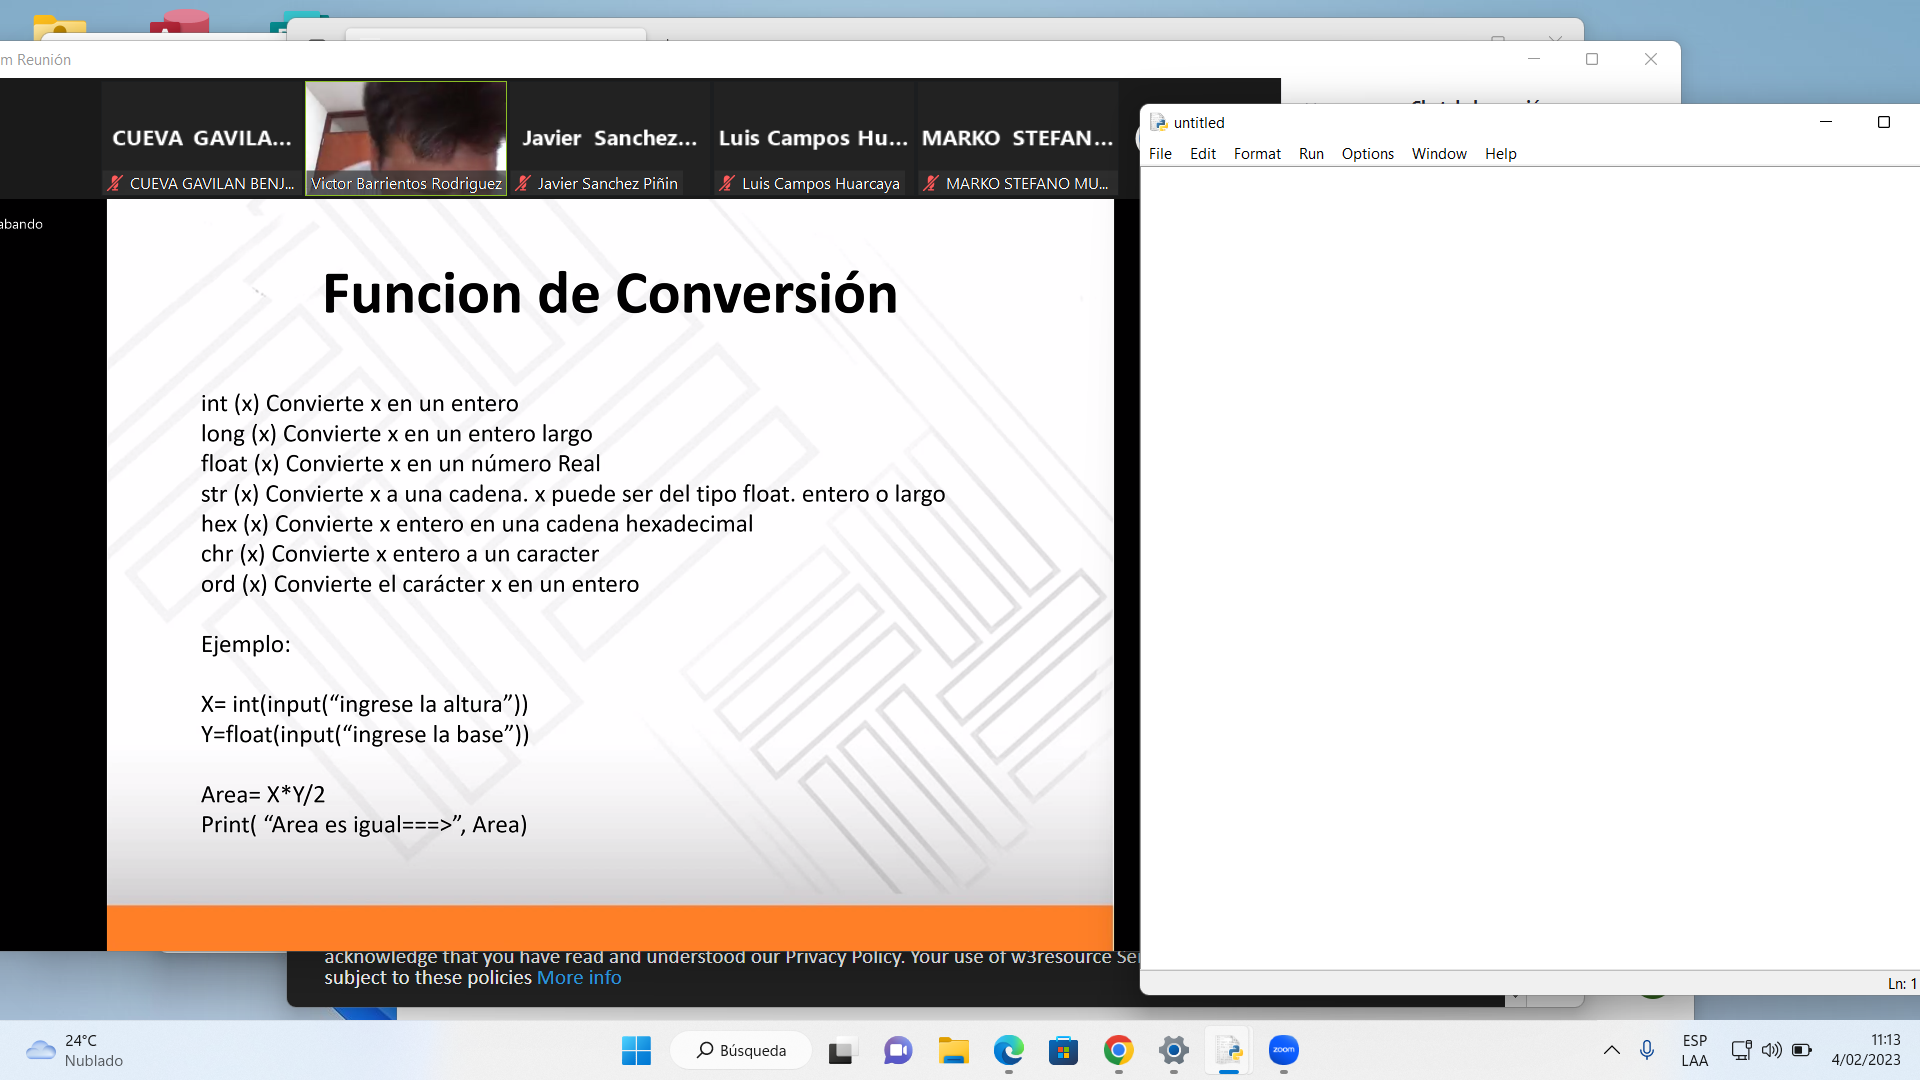 m Reunión
CUEVA GAVILA...
Javier Sanchez...
Luis Campos Hu...
MARKO STEFAN...
CUEVA GAVILAN BENJ...
Victor Barrientos Rodriguez
Javier Sanchez Piñin
Luis Campos Huarcaya
MARKO STEFANO MU...
abando
Funcion de Conversión
int (x) Convierte x en un entero
long (x) Convierte x en un entero largo
float (x) Convierte x en un número Real
str (x) Convierte x a una cadena. x puede ser del tipo float. entero o largo
hex (x) Convierte x entero en una cadena hexadecimal
chr (x) Convierte x entero a un caracter
ord (x) Convierte el carácter x en un entero
Ejemplo:
X= int(input(“ingrese la altura”))
Y=float(input(“ingrese la base”))
Area= X*Y/2
Print( “Area es igual===>”, Area)
acknowledge that you have read and understood our Privacy Policy. Your use of w3resource Se
subject to these policies More info
untitled
File Edit Format Run Options Window Help
Ln: 1
24°C
Nublado
Búsqueda
zoom
ESP
LAA
11:13
4/02/2023